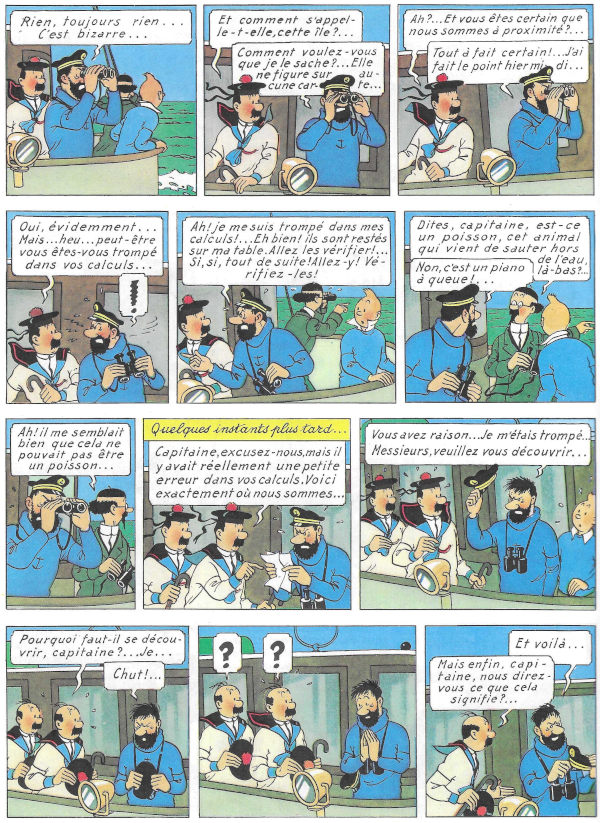 Rien, toujours rien...
C'est bizarre...
Et comment s'appel-
le-t-elle, cette île?...
Comment voulez-vous
que je le sache?... Elle
ne figure sur au-
cune car- te...
Ah?...Et vous êtes certain que
nous sommes à proximité?...
Tout à fait certain!...J'ai
fait le point hier mi- di...
Oui, évidemment...
Mais...heu...peut-être
vous êtes-vous trompé
dans vos calculs...
!
Ah! je me suis trompé dans mes
calculs!...Eh bien! ils sont restés
sur ma table. Allez les vérifier!...
Si, si, tout de suite! Allez-y! Vé-
rifiez-les!
Dites, capitaine, est-ce
un poisson, cet animal
qui vient de sauter hors
de l'eau,
là-bas?...
Non, c'est un piano
à queue!...
Ah! il me semblait
bien que cela ne
pouvait pas être
un poisson...
Quelques instants plus tard...
Capitaine, excusez-nous, mais il
y avait réellement une petite
erreur dans vos calculs. Voici
exactement où nous sommes...
Vous avez raison...Je m'étais trompé...
Messieurs, veuillez vous découvrir...
Pourquoi faut-il se décou-
vrir, capitaine?...Je...
Chut!...
? ?
Et voilà...
Mais enfin, capi-
taine, nous direz-
vous ce que cela
signifie?...